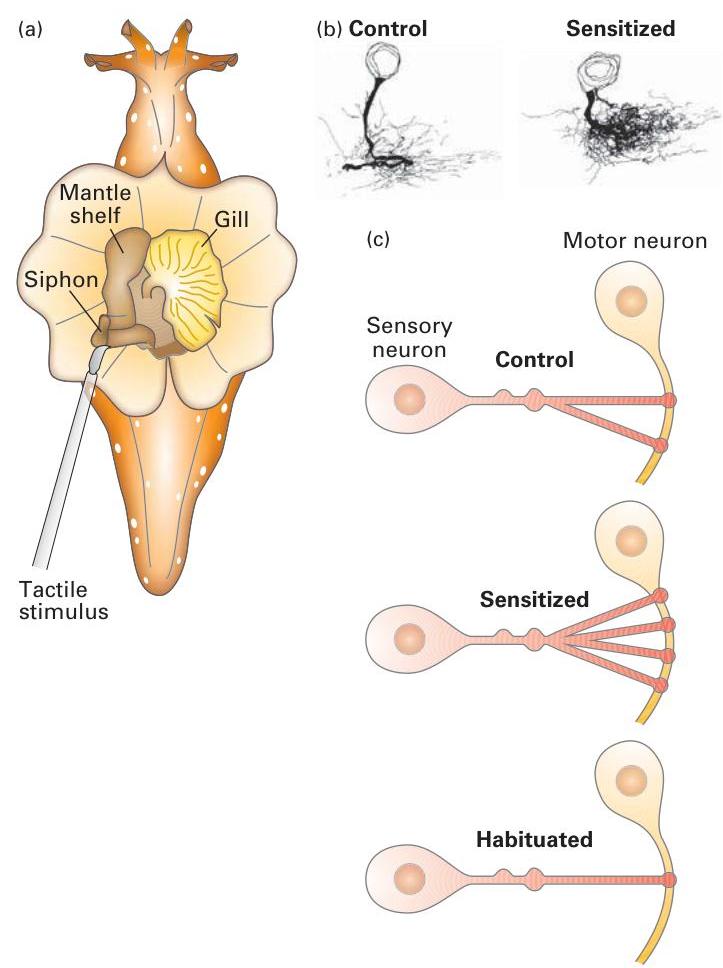 (a)
Mantle
shelf
Gill
Siphon
Tactile
stimulus
(b) Control
Sensitized
(c)
Motor neuron
Sensory
neuron
Control
Sensitized
Habituated